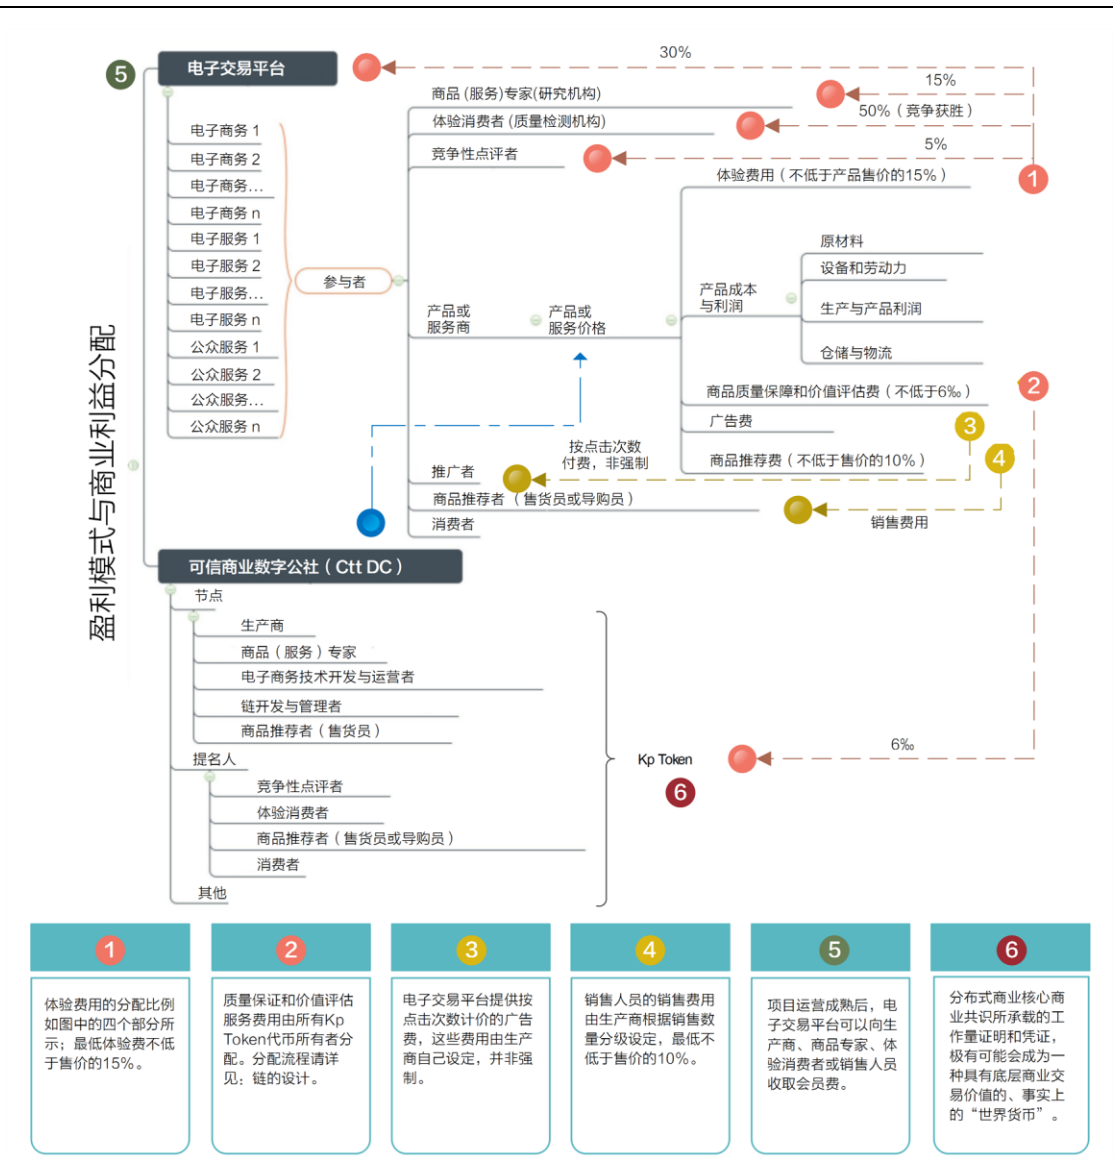 盈利模式与商业利益分配
5
电子交易平台
30%
15%
50%（竞争获胜）
5%
1
电子商务 1
电子商务 2
电子商务...
电子商务 n
电子服务 1
电子服务 2
电子服务...
电子服务 n
公众服务 1
公众服务 2
公众服务...
公众服务 n
参与者
商品 (服务)专家(研究机构)
体验消费者 (质量检测机构)
竞争性点评者
产品或
服务商
产品或
服务价格
体验费用（不低于产品售价的15%）
产品成本
与利润
原材料
设备和劳动力
生产与产品利润
仓储与物流
商品质量保障和价值评估费（不低于6‰）
2
广告费
3
商品推荐费（不低于售价的10%）
4
按点击次数
付费，非强制
推广者
商品推荐者 （售货员或导购员）
销售费用
消费者
可信商业数字公社（Ctt DC）
节点
生产商
商品（服务）专家
电子商务技术开发与运营者
链开发与管理者
商品推荐者（售货员）
提名人
竞争性点评者
体验消费者
商品推荐者（售货员或导购员）
消费者
其他
Kp Token
6
6‰
1
体验费用的分配比例
如图中的四个部分所
示；最低体验费不低
于售价的15%。
2
质量保证和价值评估
服务费用由所有Kp
Token代币所有者分
配。分配流程请详
见：链的设计。
3
电子交易平台提供按
点击次数计价的广告
费，这些费用由生产
商自己设定，并非强
制。
4
销售人员的销售费用
由生产商根据销售数
量分级设定，最低不
低于售价的10%。
5
项目运营成熟后，电
子交易平台可以向生
产商、商品专家、体
验消费者或销售人员
收取会员费。
6
分布式商业核心商
业共识所承载的工
作量证明和凭证，
极有可能会成为一
种具有底层商业交
易价值的、事实上
的“世界货币”。